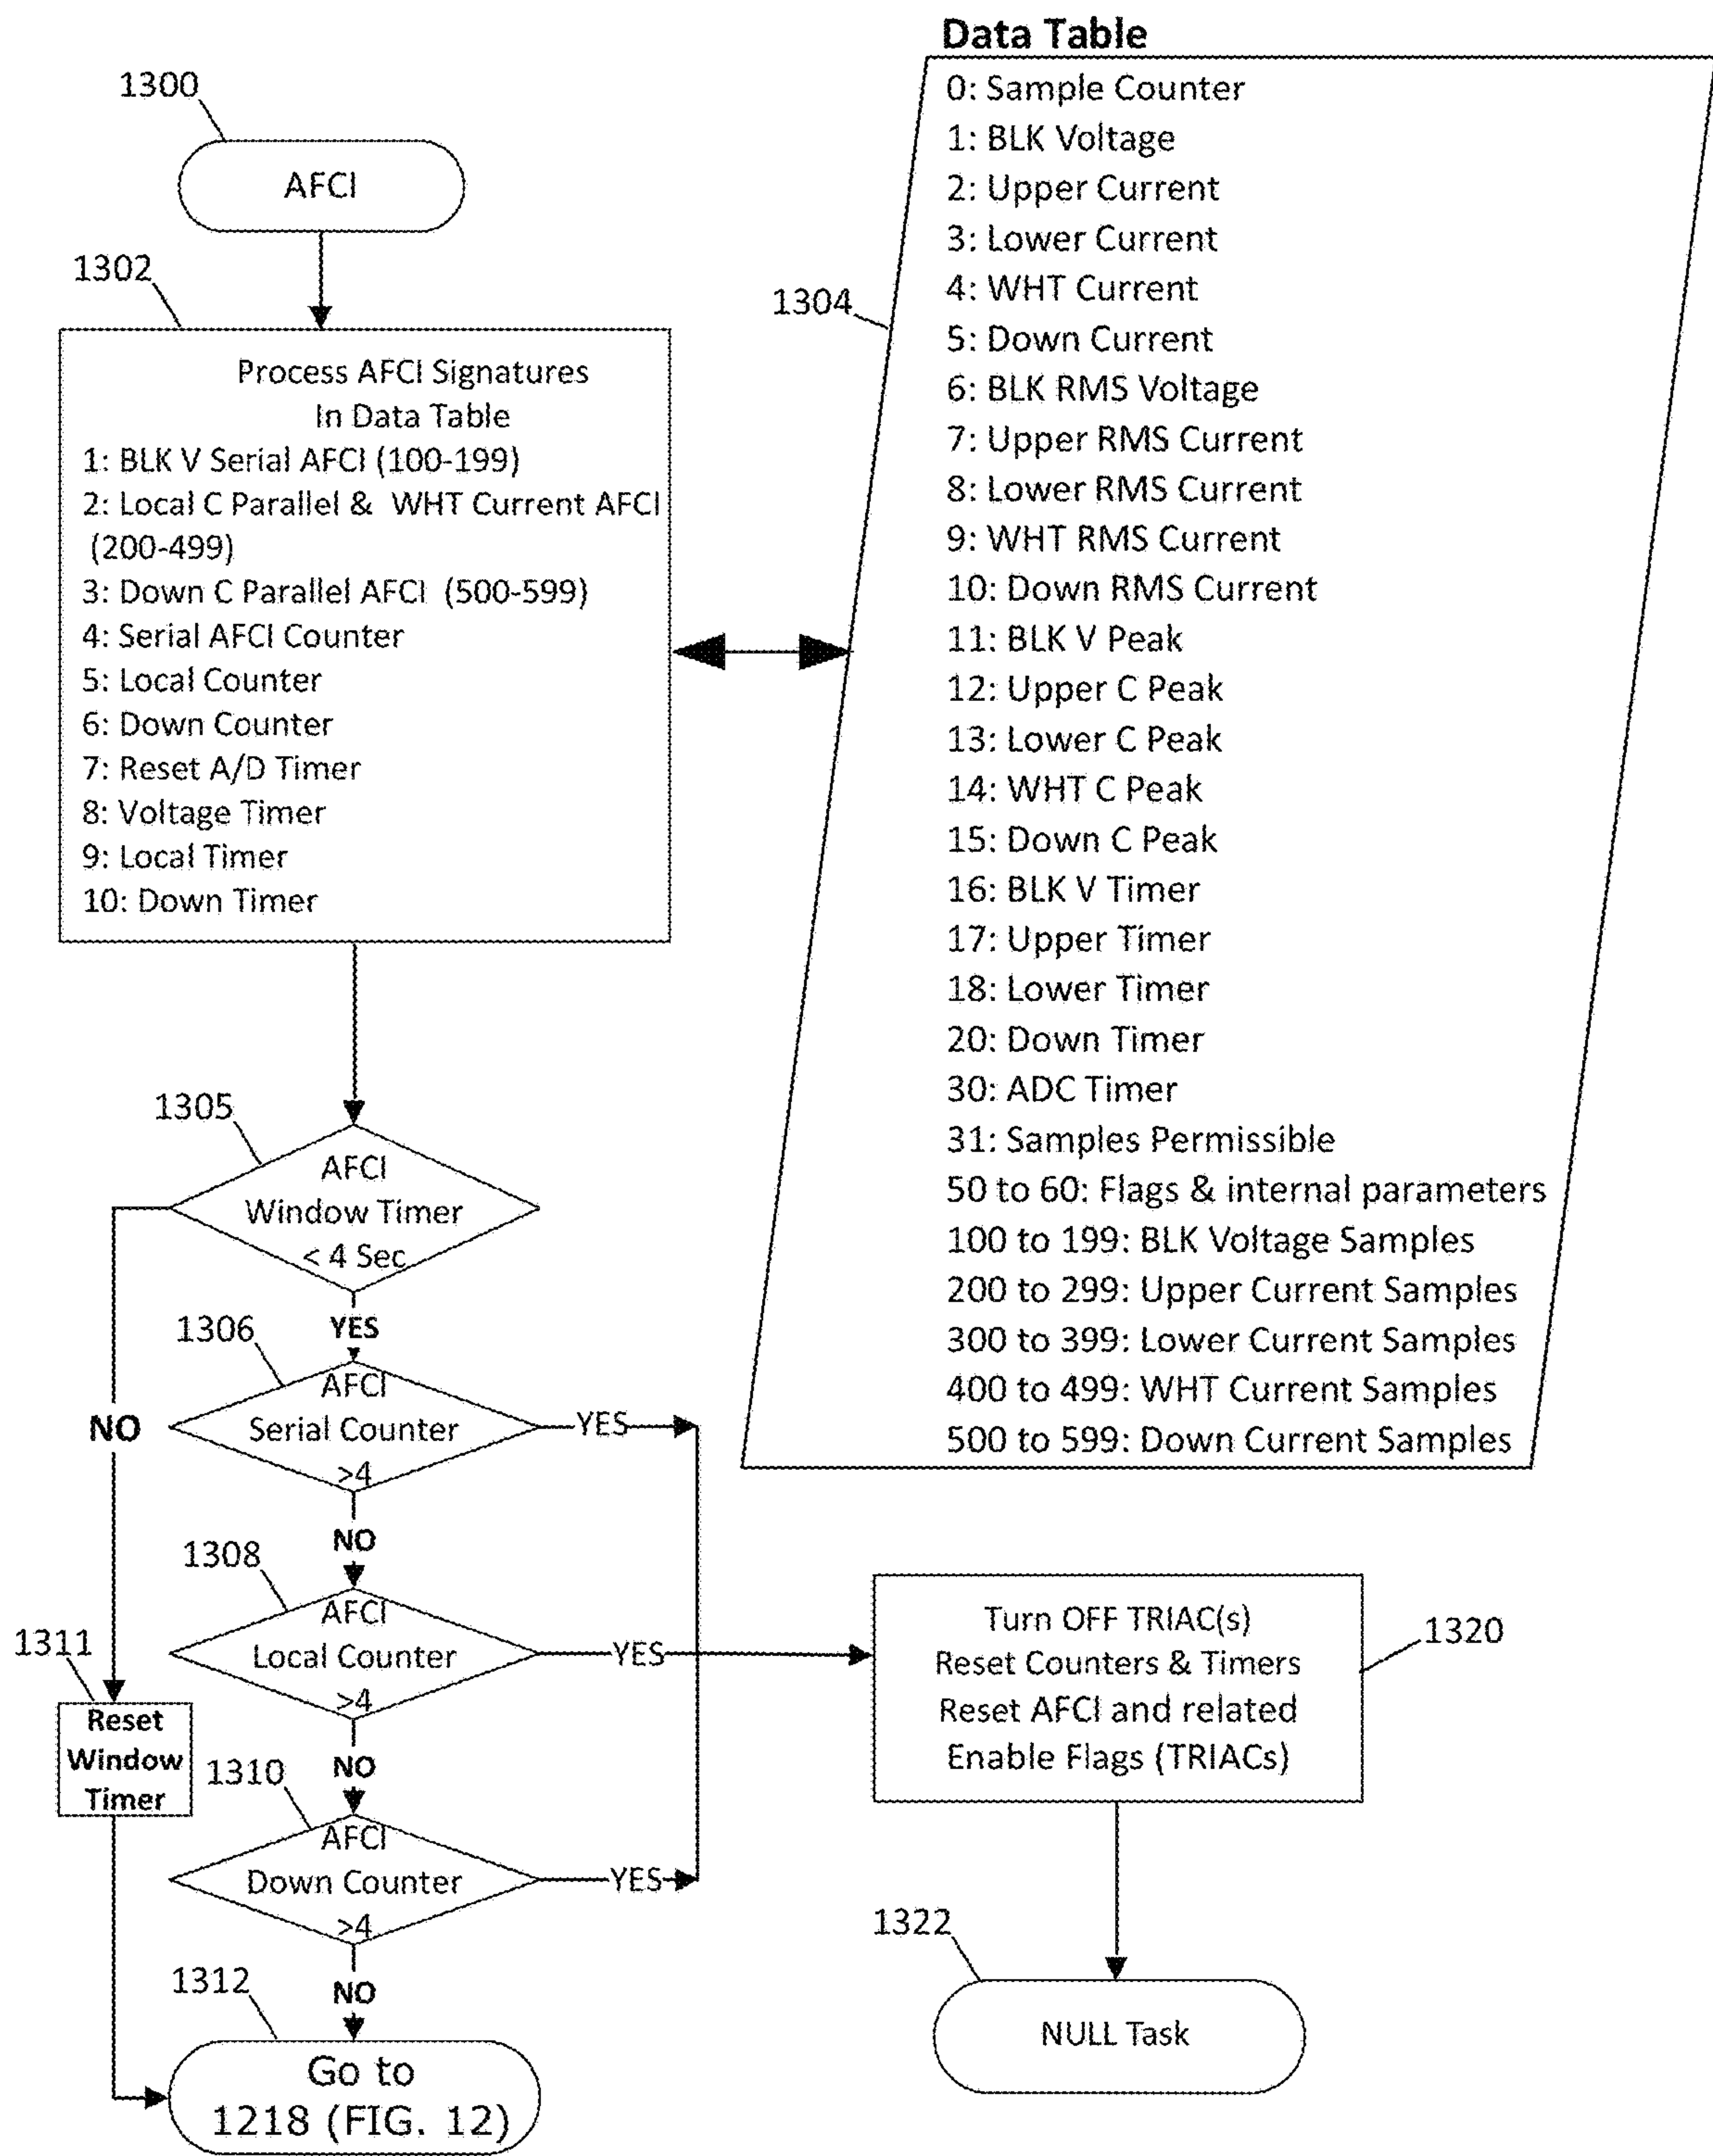 Data Table
0: Sample Counter
1: BLK Voltage
2: Upper Current
3: Lower Current
4: WHT Current
5: Down Current
6: BLK RMS Voltage
7: Upper RMS Current
8: Lower RMS Current
9: WHT RMS Current
10: Down RMS Current
11: BLK V Peak
12: Upper C Peak
13: Lower C Peak
14: WHT C Peak
15: Down C Peak
16: BLK V Timer
17: Upper Timer
18: Lower Timer
20: Down Timer
30: ADC Timer
31: Samples Permissible
50 to 60: Flags & internal parameters
100 to 199: BLK Voltage Samples
200 to 299: Upper Current Samples
300 to 399: Lower Current Samples
400 to 499: WHT Current Samples
500 to 599: Down Current Samples
1304
1300
AFCI
1302
Process AFCI Signatures
In Data Table
1: BLK V Serial AFCI (100-199)
2: Local C Parallel & WHT Current AFCI
(200-499)
3: Down C Parallel AFCI (500-599)
4: Serial AFCI Counter
5: Local Counter
6: Down Counter
7: Reset A/D Timer
8: Voltage Timer
9: Local Timer
10: Down Timer
1305
AFCI
Window Timer
< 4 Sec
YES
NO
1306
AFCI
Serial Counter
>4
YES
NO
1308
AFCI
Local Counter
>4
YES
NO
1311
Reset
Window
Timer
1310
AFCI
Down Counter
>4
YES
NO
1312
Go to
1218 (FIG. 12)
Turn OFF TRIAC(s)
Reset Counters & Timers
Reset AFCI and related
Enable Flags (TRIACs)
1320
1322
NULL Task